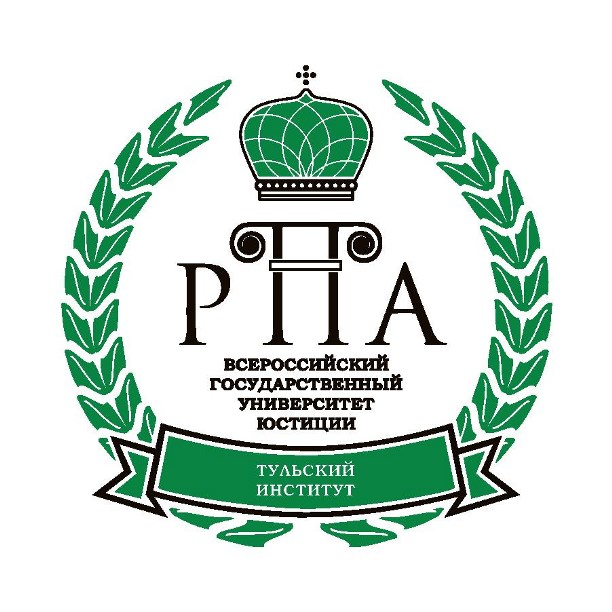 РПА
ВСЕРОССИЙСКИЙ
ГОСУДАРСТВЕННЫЙ
УНИВЕРСИТЕТ
ЮСТИЦИИ
ТУЛЬСКИЙ
ИНСТИТУТ